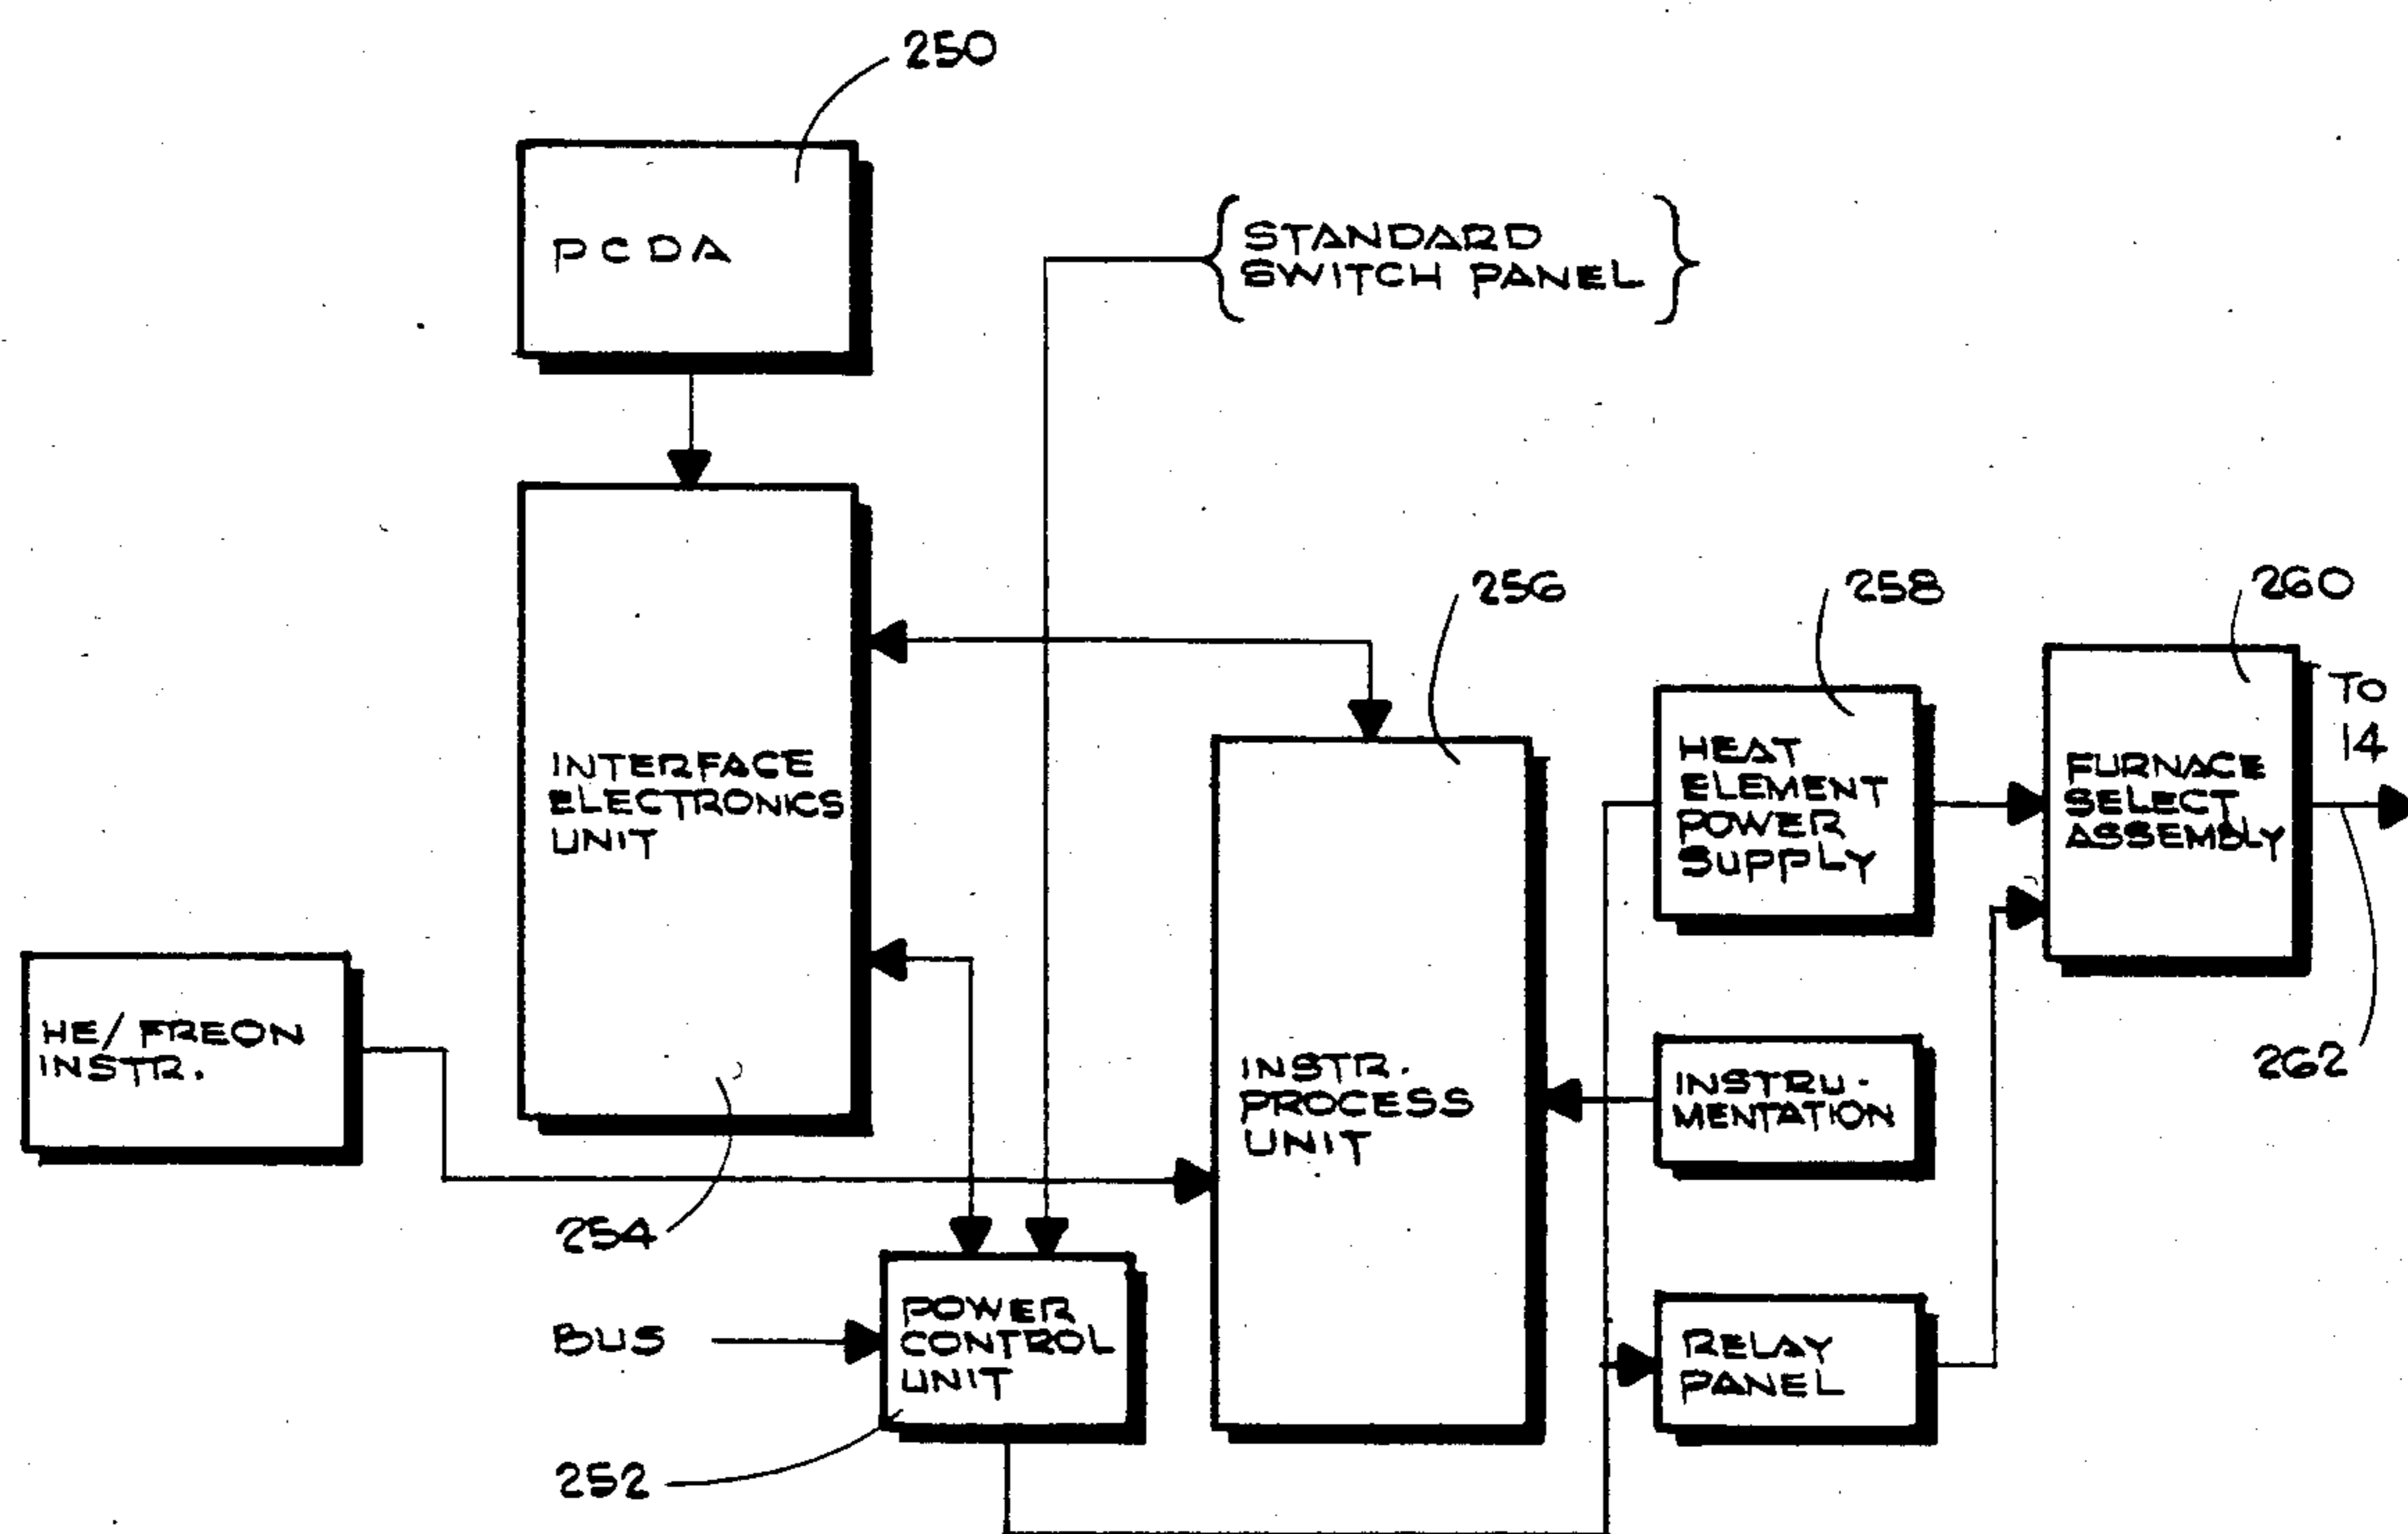 250
PCDA
STANDARD
SWITCH PANEL
256
258
260
TO
14
HEAT
ELEMENT
POWER
SUPPLY
FURNACE
SELECT
ASSEMBLY
INTERFACE
ELECTRONICS
UNIT
HE/FREON
INSTR.
INSTR.
PROCESS
UNIT
INSTRU-
MENTATION
262
254
BUS
POWER
CONTROL
UNIT
RELAY
PANEL
252